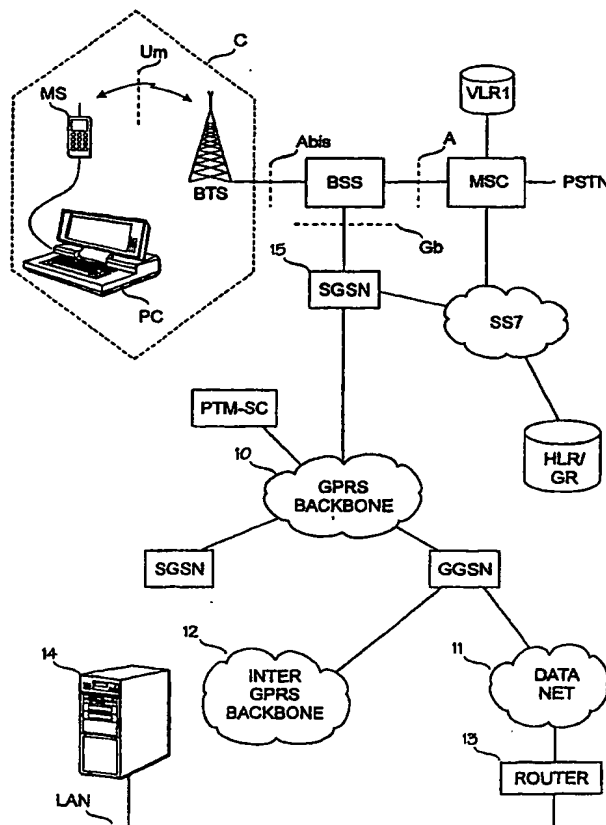 C
Um
MS
VLR1
Abis
A
BTS
BSS
MSC
PSTN
Gb
15
SGSN
PC
SS7
PTM-SC
10
GPRS
BACKBONE
HLR/
GR
SGSN
GGSN
12
INTER
GPRS
BACKBONE
11
DATA
NET
14
13
ROUTER
LAN